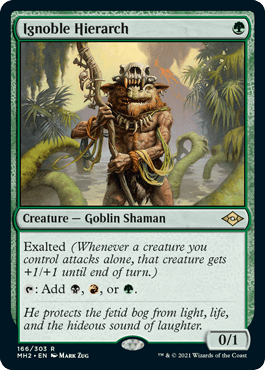 Ignoble Hierarch
Creature — Goblin Shaman
Exalted (Whenever a creature you
control attacks alone, that creature gets
+1/+1 until end of turn.)
: Add , , or .
He protects the fetid bog from light, life,
and the hideous sound of laughter.
0/1
166/303 R
MH2 • EN Mark Zug
™ & © 2021 Wizards of the Coast